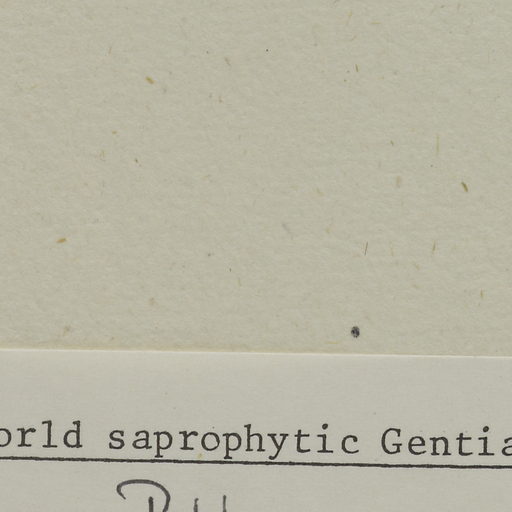 orld saprophytic Gentia